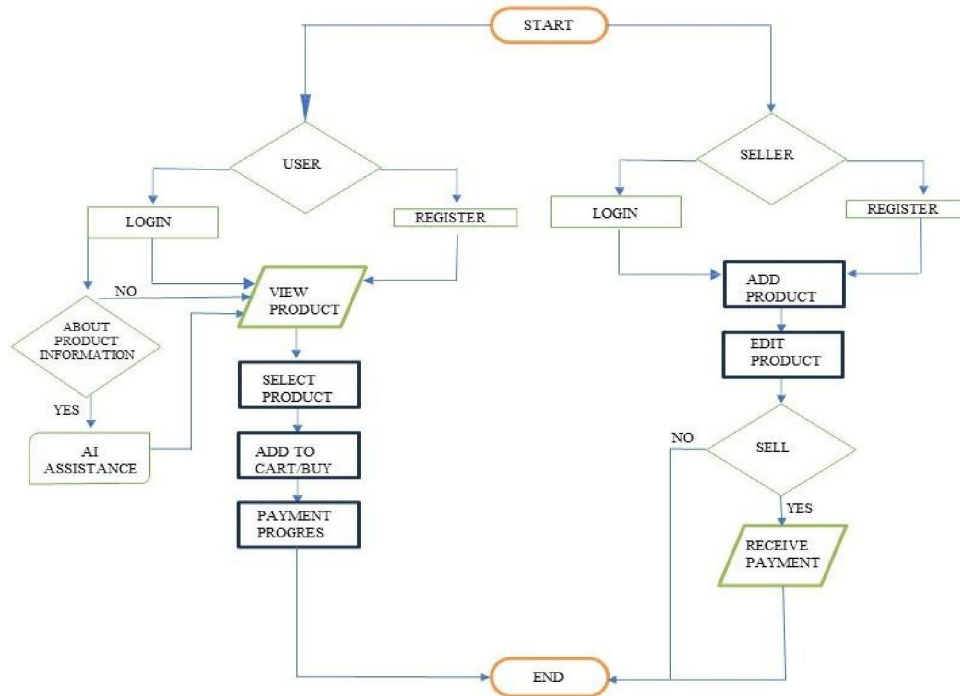 START
USER
SELLER
LOGIN
REGISTER
LOGIN
REGISTER
NO
VIEW
PRODUCT
ADD
PRODUCT
ABOUT
PRODUCT
INFORMATION
EDIT
PRODUCT
SELECT
PRODUCT
YES
AI
ASSISTANCE
ADD TO
CART/BUY
NO
SELL
YES
PAYMENT
PROGRES
RECEIVE
PAYMENT
END